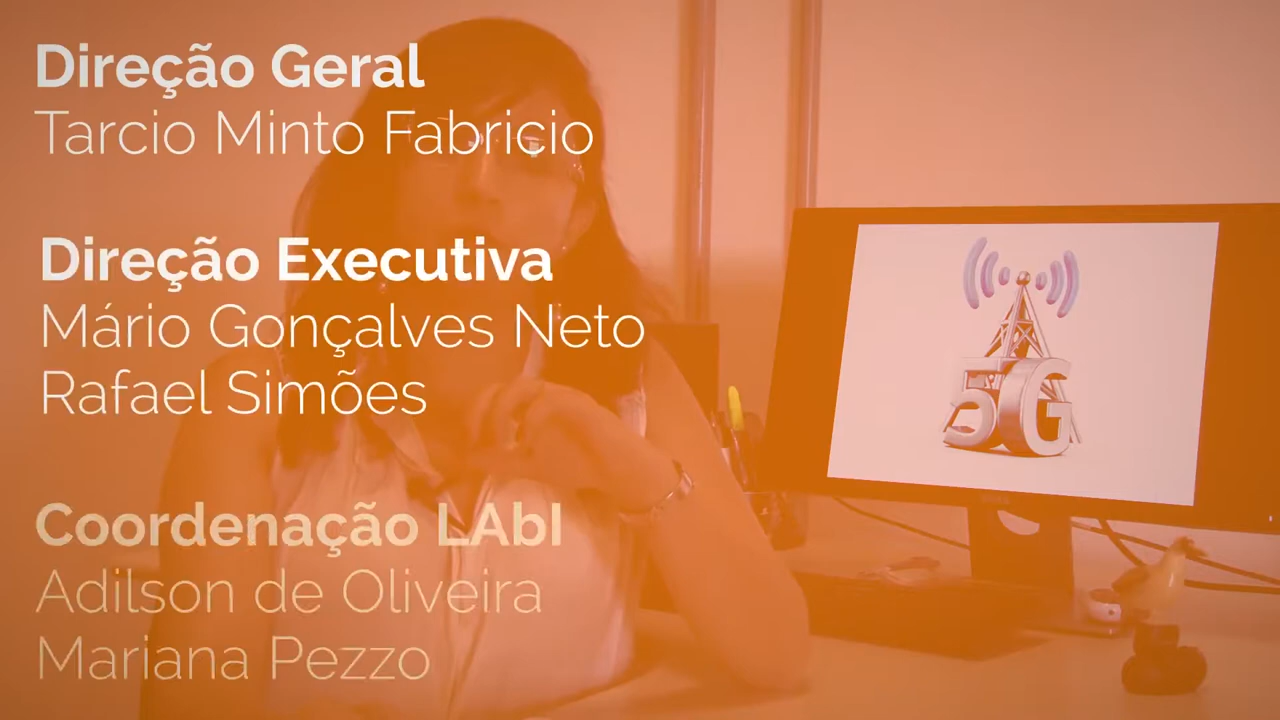 Direção Geral
Tarcio Minto Fabricio
Direção Executiva
Mário Gonçalves Neto
Rafael Simões
Coordenação LAbI
Adilson de Oliveira
Mariana Pezzo
5G